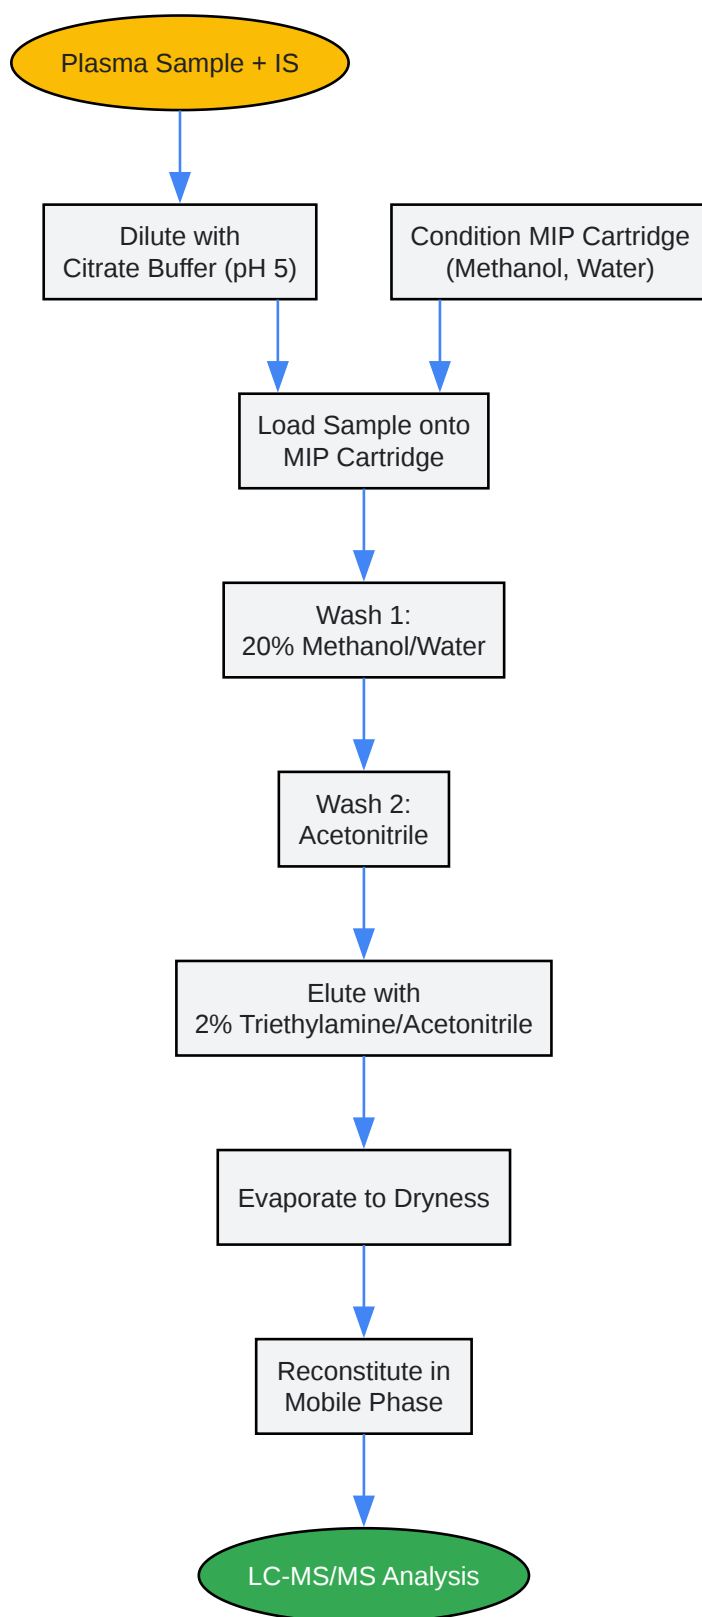 Plasma Sample + IS
Dilute with
Citrate Buffer (pH 5)
Condition MIP Cartridge
(Methanol, Water)
Load Sample onto
MIP Cartridge
Wash 1:
20% Methanol/Water
Wash 2:
Acetonitrile
Elute with
2% Triethylamine/Acetonitrile
Evaporate to Dryness
Reconstitute in
Mobile Phase
LC-MS/MS Analysis